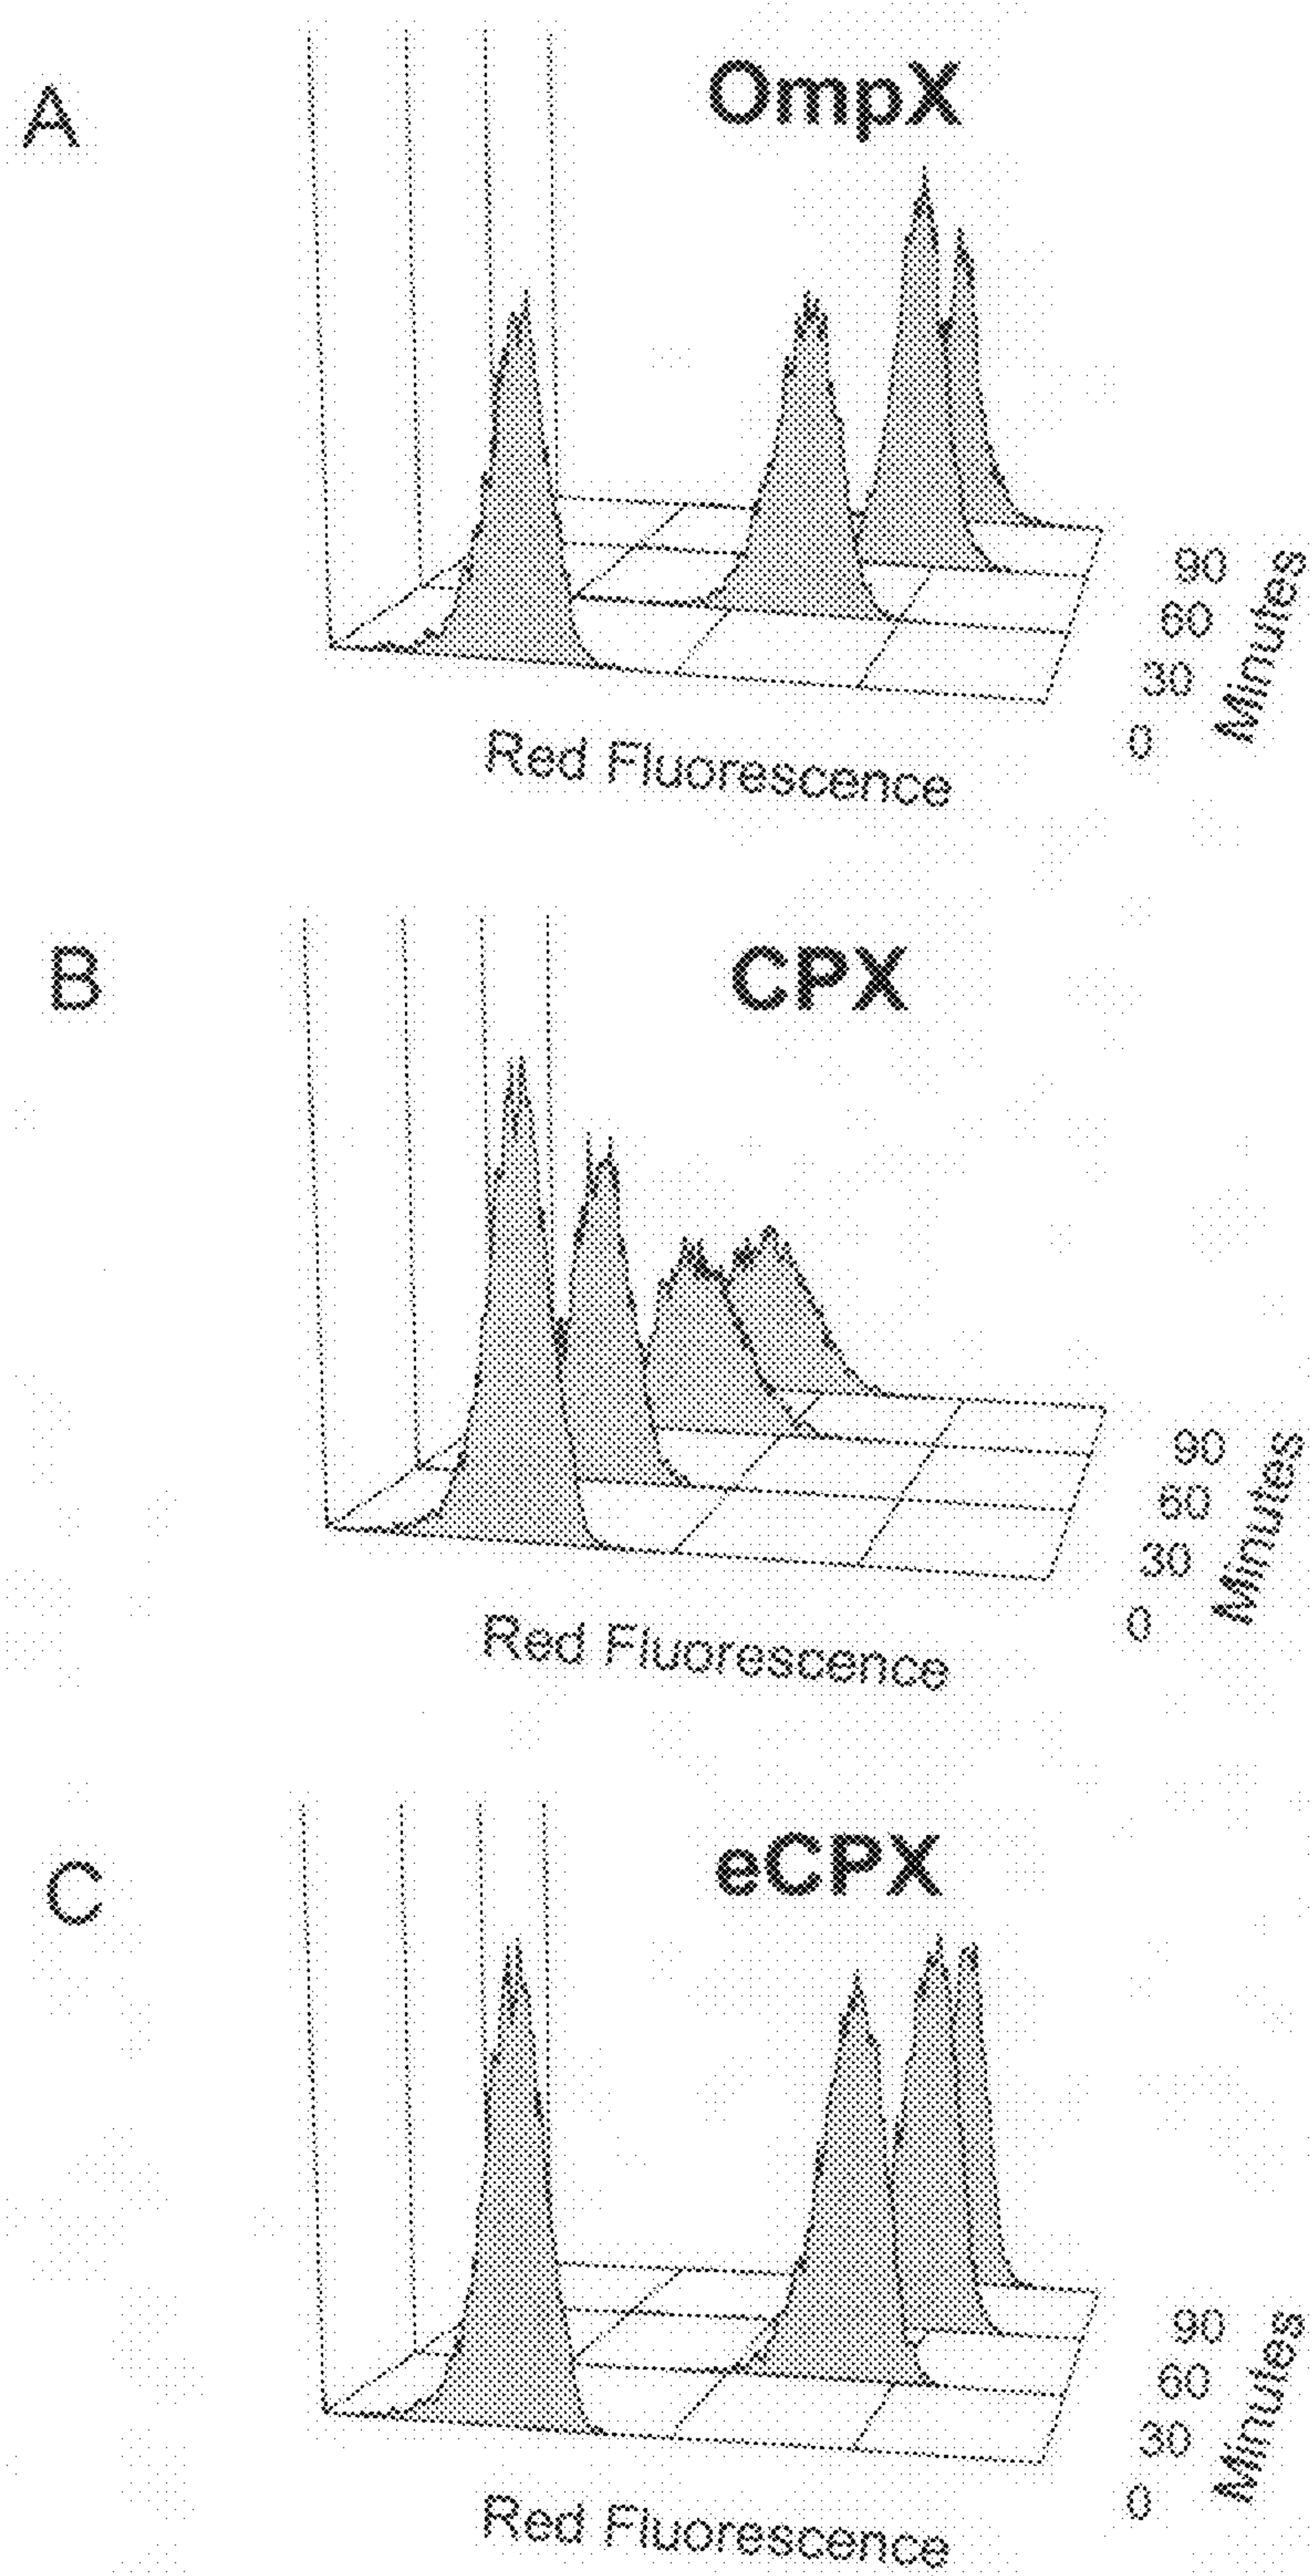 A
OmpX
90
60
30
0
Minutes
Red Fluorescence
B
CPX
90
60
30
0
Minutes
Red Fluorescence
C
eCPX
90
60
30
0
Minutes
Red Fluorescence